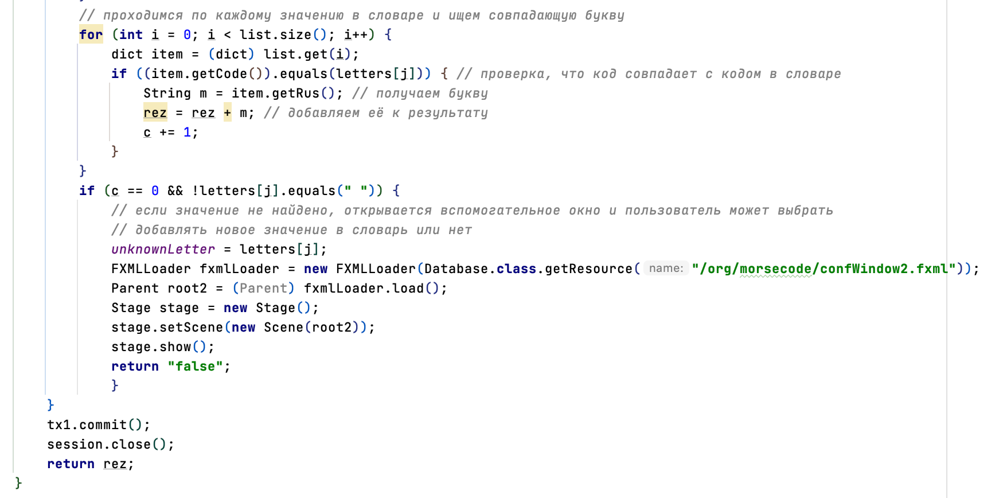 // проходимся по каждому значению в словаре и ищем совпадающую букву
for (int i = 0; i < list.size(); i++) {
dict item = (dict) list.get(i);
if ((item.getCode()).equals(letters[j])) { // проверка, что код совпадает с кодом в словаре
String m = item.getRus(); // получаем букву
rez = rez + m; // добавляем её к результату
c += 1;
}
}
if (c == 0 && !letters[j].equals(" ")) {
// если значение не найдено, открывается вспомогательное окно и пользователь может выбрать
// добавлять новое значение в словарь или нет
unknownLetter = letters[j];
FXMLLoader fxmlLoader = new FXMLLoader(Database.class.getResource( name: "/org/morsecode/confWindow2.fxml"));
Parent root2 = (Parent) fxmlLoader.load();
Stage stage = new Stage();
stage.setScene(new Scene(root2));
stage.show();
return "false";
}
}
tx1.commit();
session.close();
return rez;
}